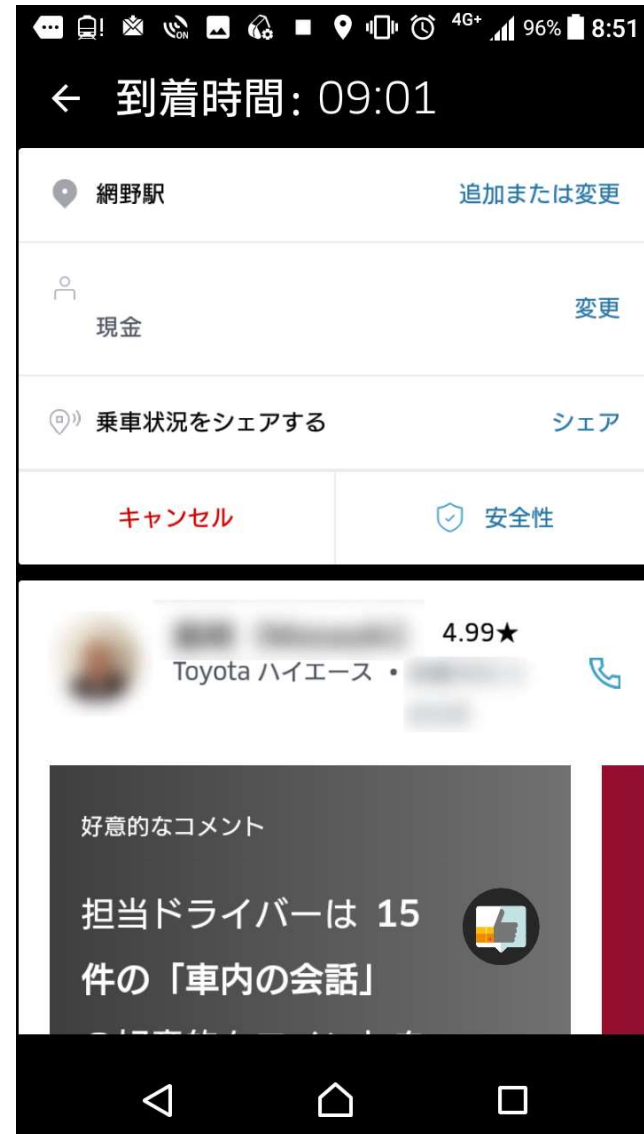 4G+ 96% 8:51
到着時間: 09:01
網野駅 追加または変更
現金 変更
乗車状況をシェアする シェア
キャンセル 安全性
4.99★
Toyota ハイエース •
好意的なコメント
担当ドライバーは 15
件の「車内の会話」